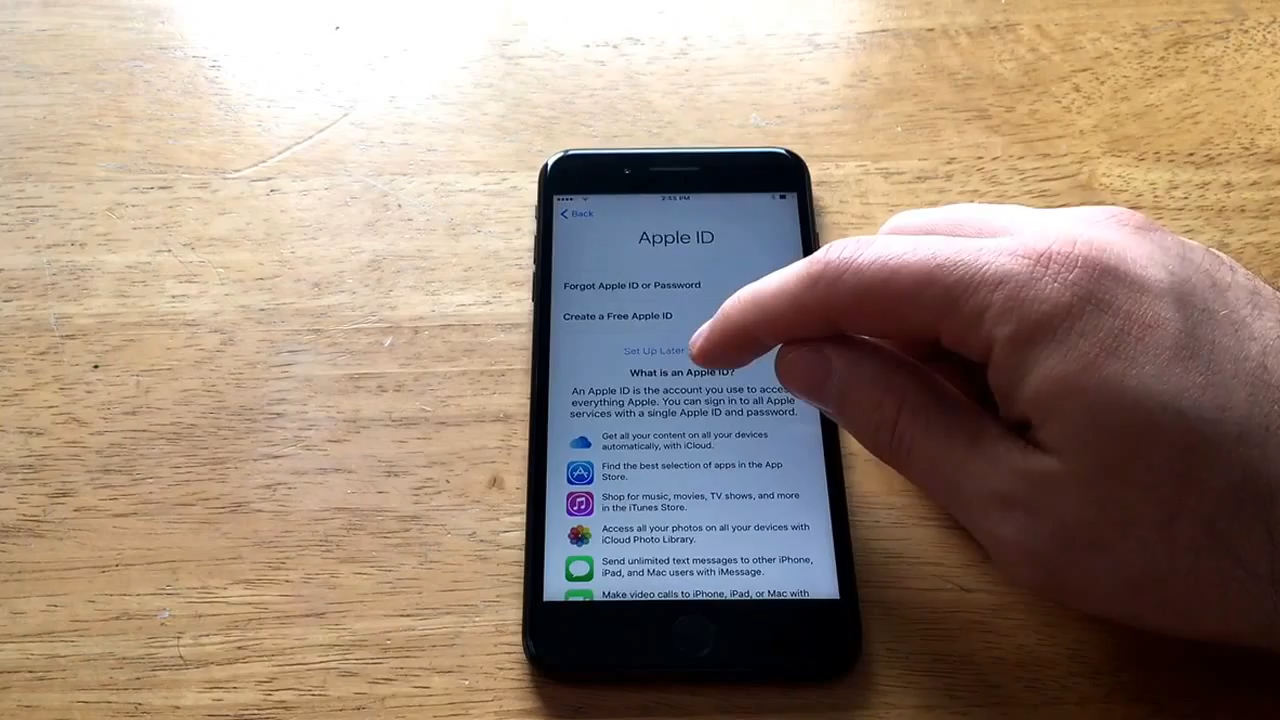 2:55 PM
Back
Apple ID
Forgot Apple ID or Password
Create a Free Apple ID
Set Up Later
What is an Apple ID?
An Apple ID is the account you use to access
everything Apple. You can sign in to all Apple
services with a single Apple ID and password.
Get all your content on all your devices
automatically, with iCloud.
Find the best selection of apps in the App
Store.
Shop for music, movies, TV shows, and more
in the iTunes Store.
Access all your photos on all your devices with
iCloud Photo Library.
Send unlimited text messages to other iPhone,
iPad, and Mac users with iMessage.
Make video calls to iPhone, iPad, or Mac with